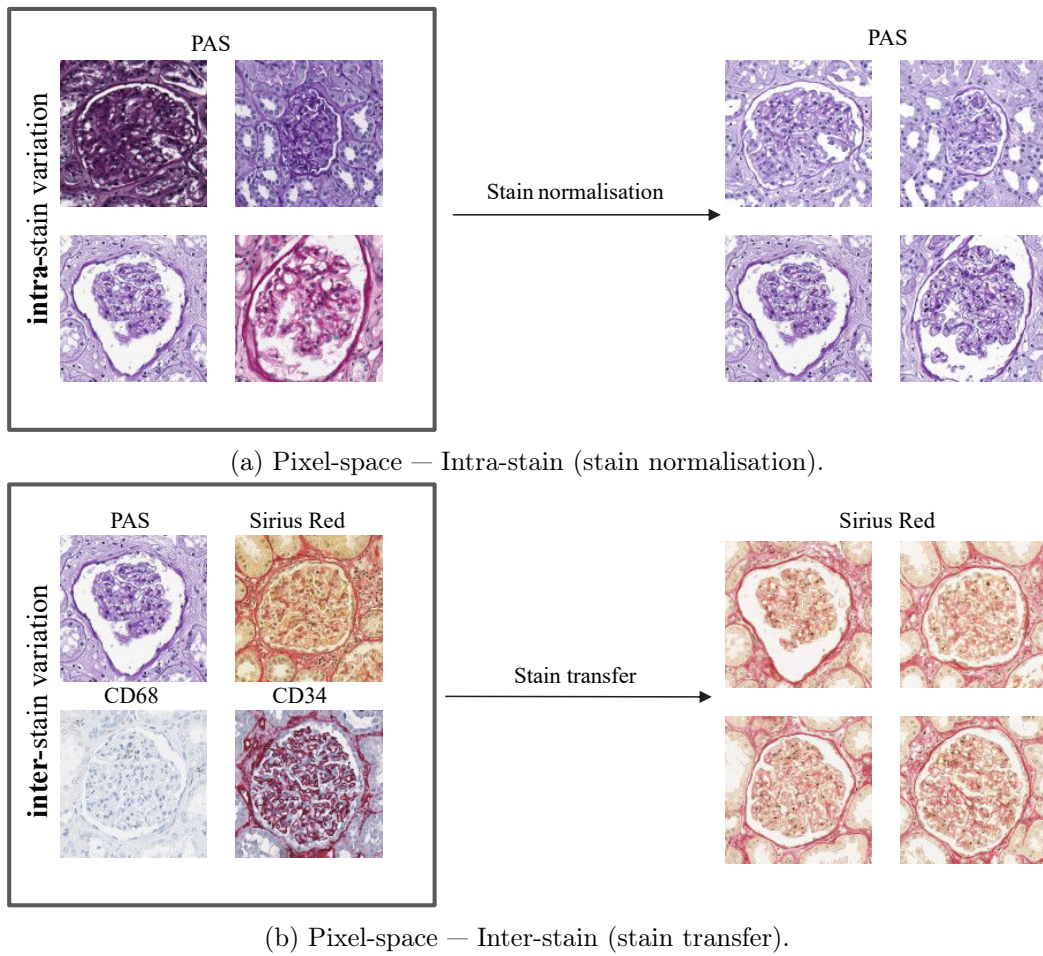 PAS
PAS
intra-stain variation
Stain normalisation
(a) Pixel-space — Intra-stain (stain normalisation).
PAS Sirius Red
Sirius Red
inter-stain variation
CD68 CD34
Stain transfer
(b) Pixel-space — Inter-stain (stain transfer).